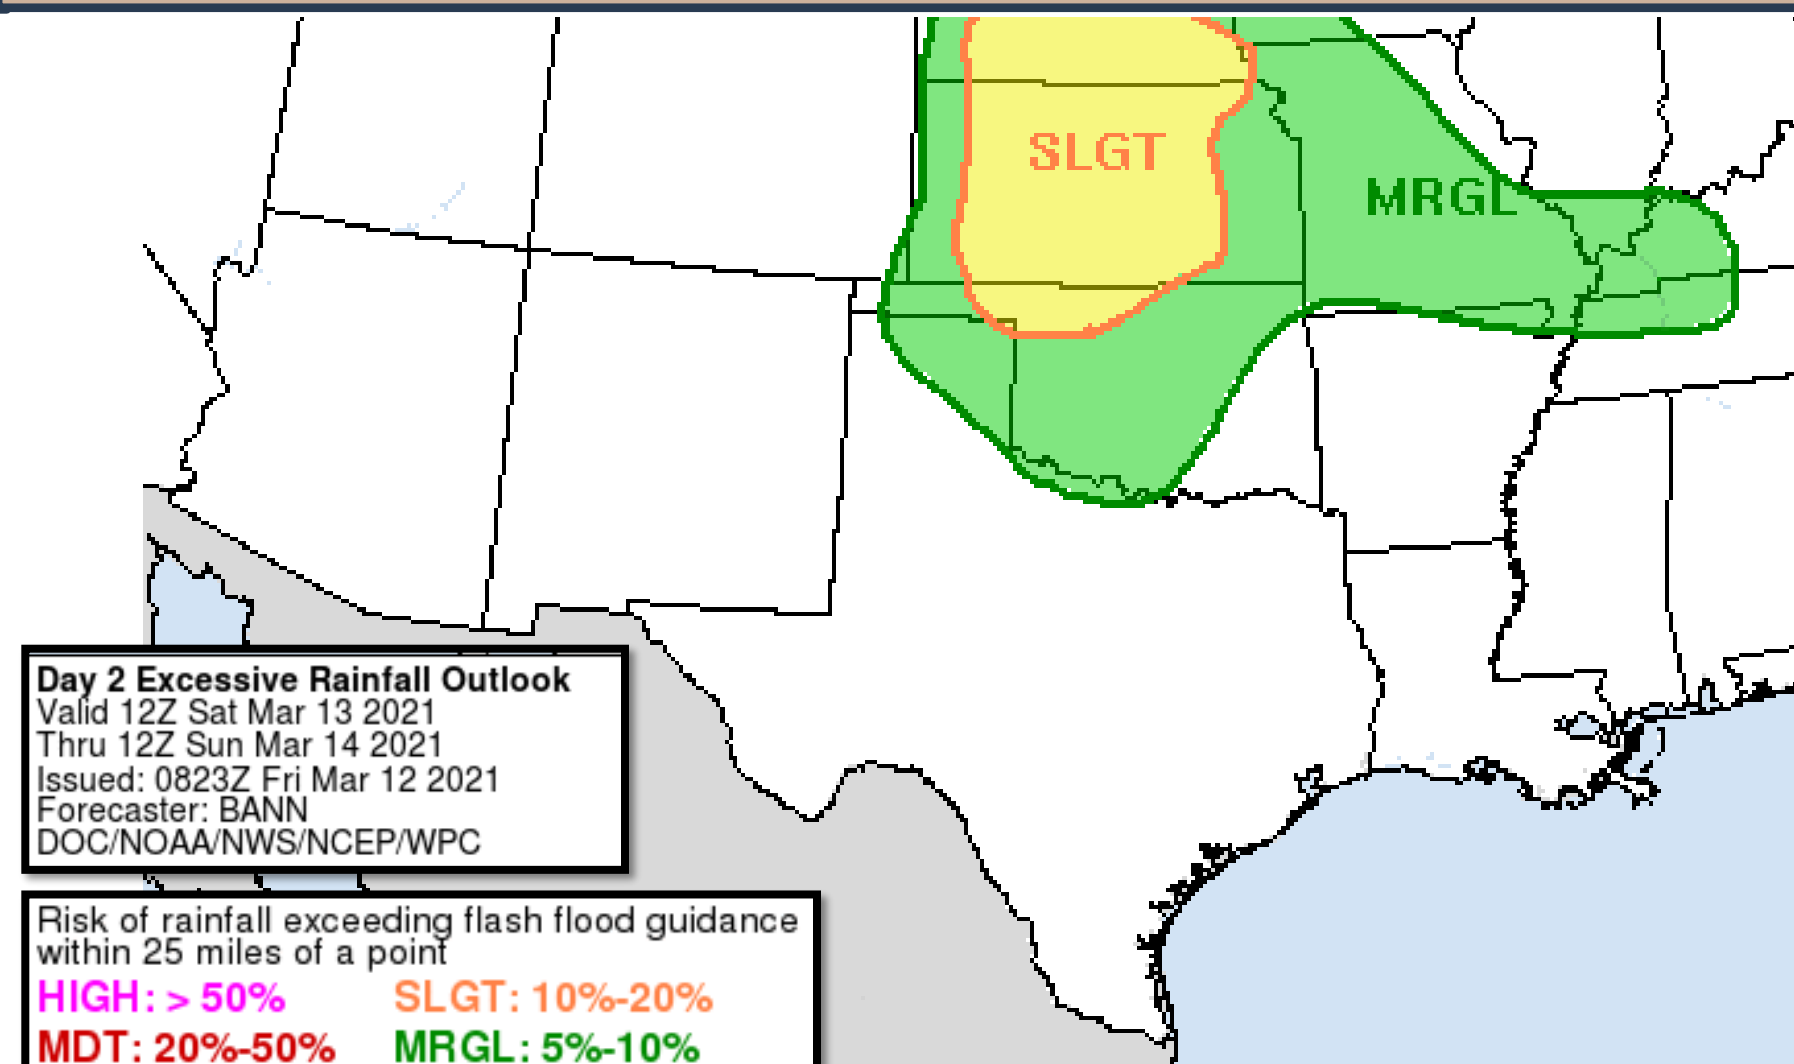 SLGT
MRGL
Day 2 Excessive Rainfall Outlook
Valid 12Z Sat Mar 13 2021
Thru 12Z Sun Mar 14 2021
Issued: 0823Z Fri Mar 12 2021
Forecaster: BANN
DOC/NOAA/NWS/NCEP/WPC
Risk of rainfall exceeding flash flood guidance
within 25 miles of a point
HIGH: > 50% SLGT: 10%-20%
MDT: 20%-50% MRGL: 5%-10%